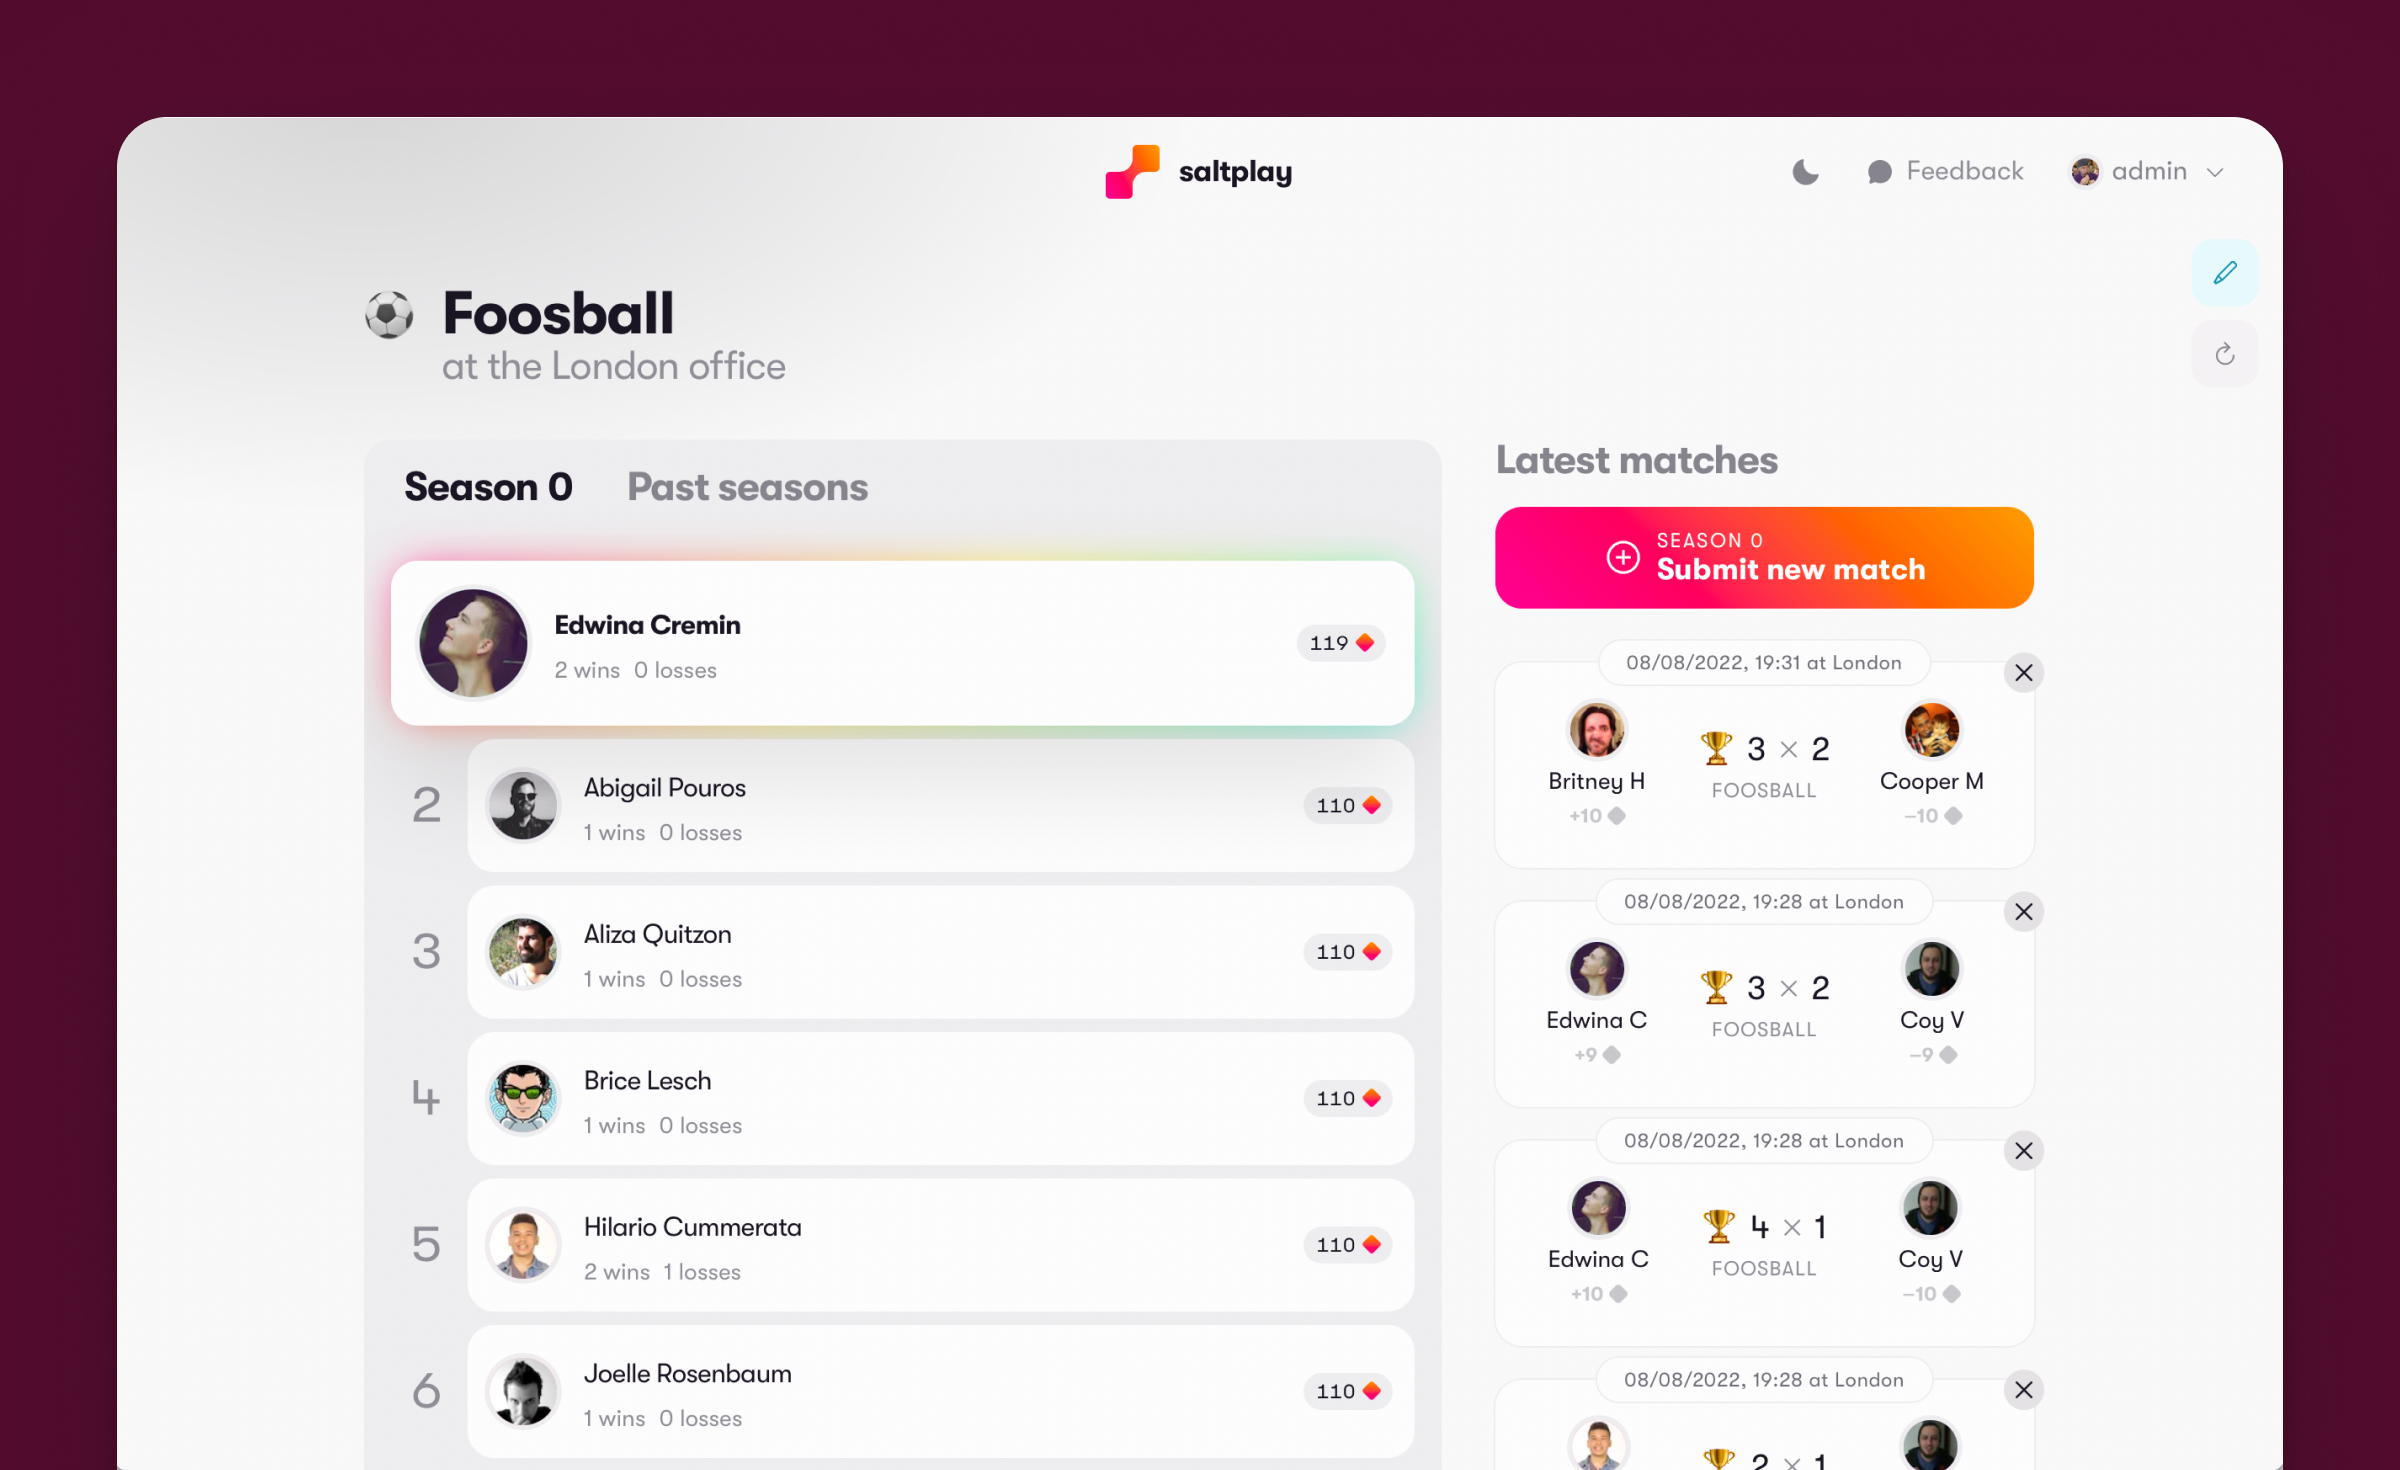 saltplay
Feedback
admin
Foosball
at the London office
Season 0 Past seasons
Edwina Cremin
2 wins 0 losses
119
2
Abigail Pouros
1 wins 0 losses
110
3
Aliza Quitzon
1 wins 0 losses
110
4
Brice Lesch
1 wins 0 losses
110
5
Hilario Cummerata
2 wins 1 losses
110
6
Joelle Rosenbaum
1 wins 0 losses
110
Latest matches
SEASON 0
Submit new match
08/08/2022, 19:31 at London
3 × 2
Britney H
FOOSBALL
Cooper M
+10
−10
08/08/2022, 19:28 at London
3 × 2
Edwina C
FOOSBALL
Coy V
+9
−9
08/08/2022, 19:28 at London
4 × 1
Edwina C
FOOSBALL
Coy V
+10
−10
08/08/2022, 19:28 at London
2 × 1